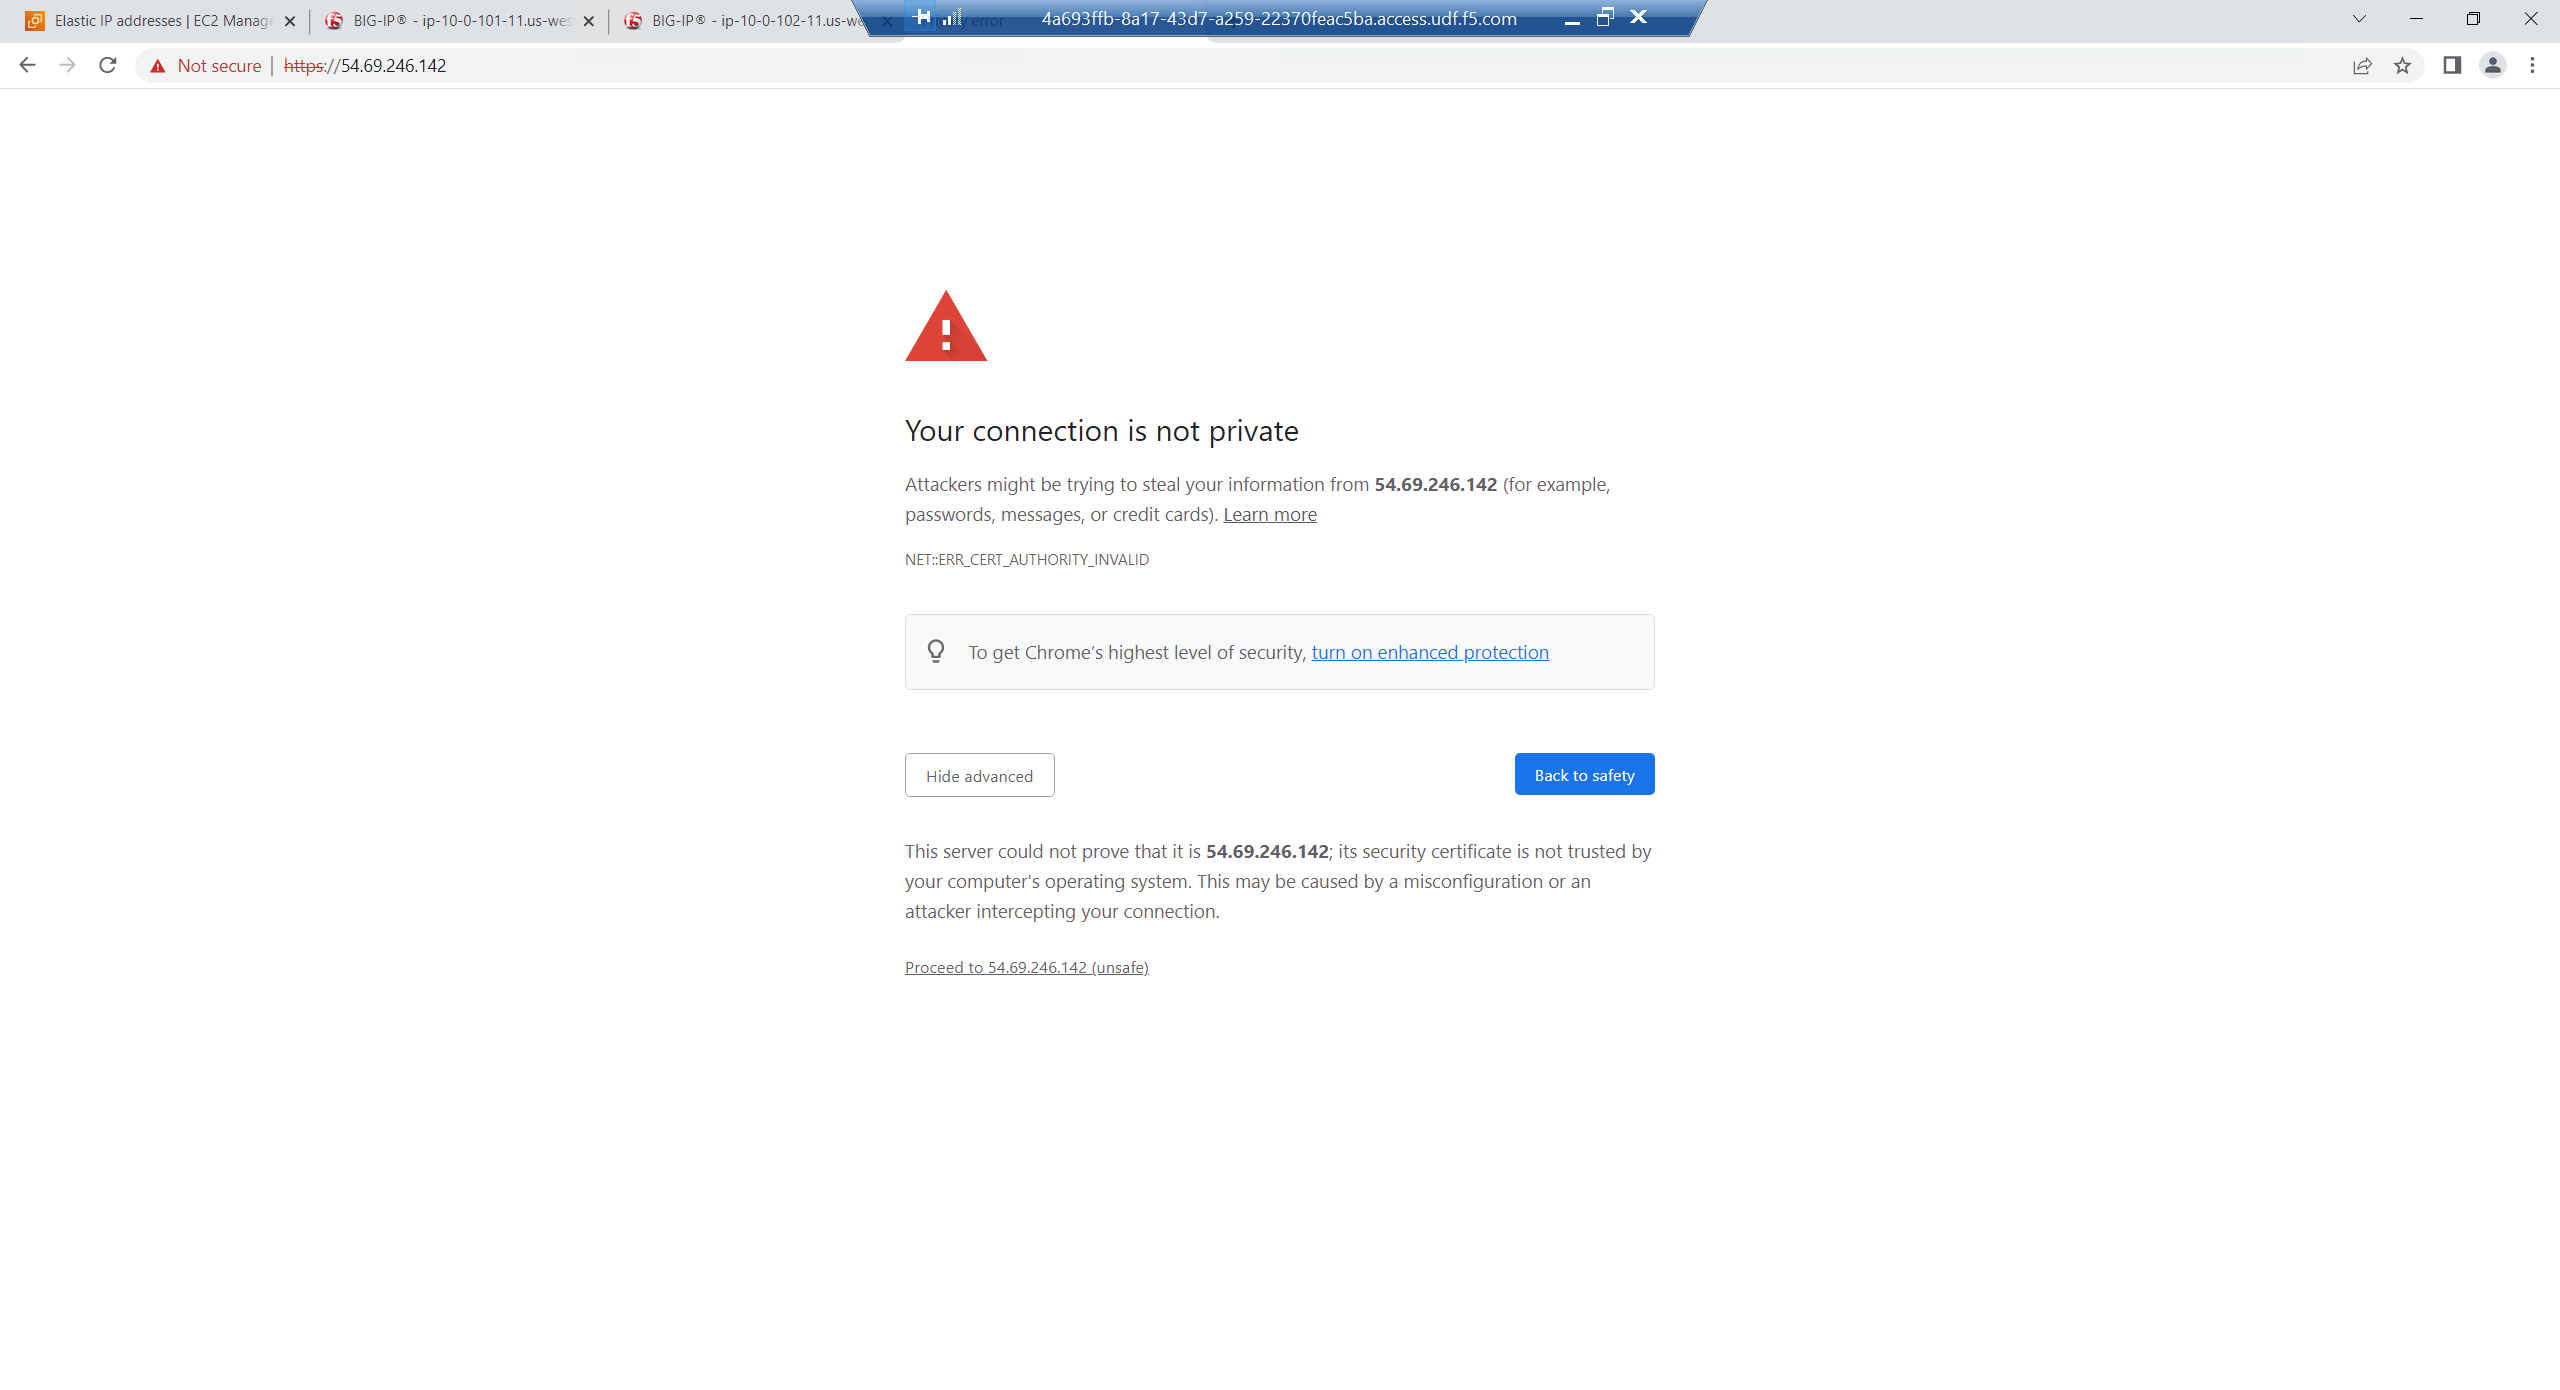 Elastic IP addresses | EC2 Manage
BIG-IP® - ip-10-0-101-11.us-wes
BIG-IP® - ip-10-0-102-11.us-we
error
4a693ffb-8a17-43d7-a259-22370feac5ba.access.udf.f5.com
Not secure
https://54.69.246.142
Your connection is not private
Attackers might be trying to steal your information from 54.69.246.142 (for example,
passwords, messages, or credit cards). Learn more
NET::ERR_CERT_AUTHORITY_INVALID
To get Chrome’s highest level of security, turn on enhanced protection
Hide advanced
Back to safety
This server could not prove that it is 54.69.246.142; its security certificate is not trusted by
your computer's operating system. This may be caused by a misconfiguration or an
attacker intercepting your connection.
Proceed to 54.69.246.142 (unsafe)